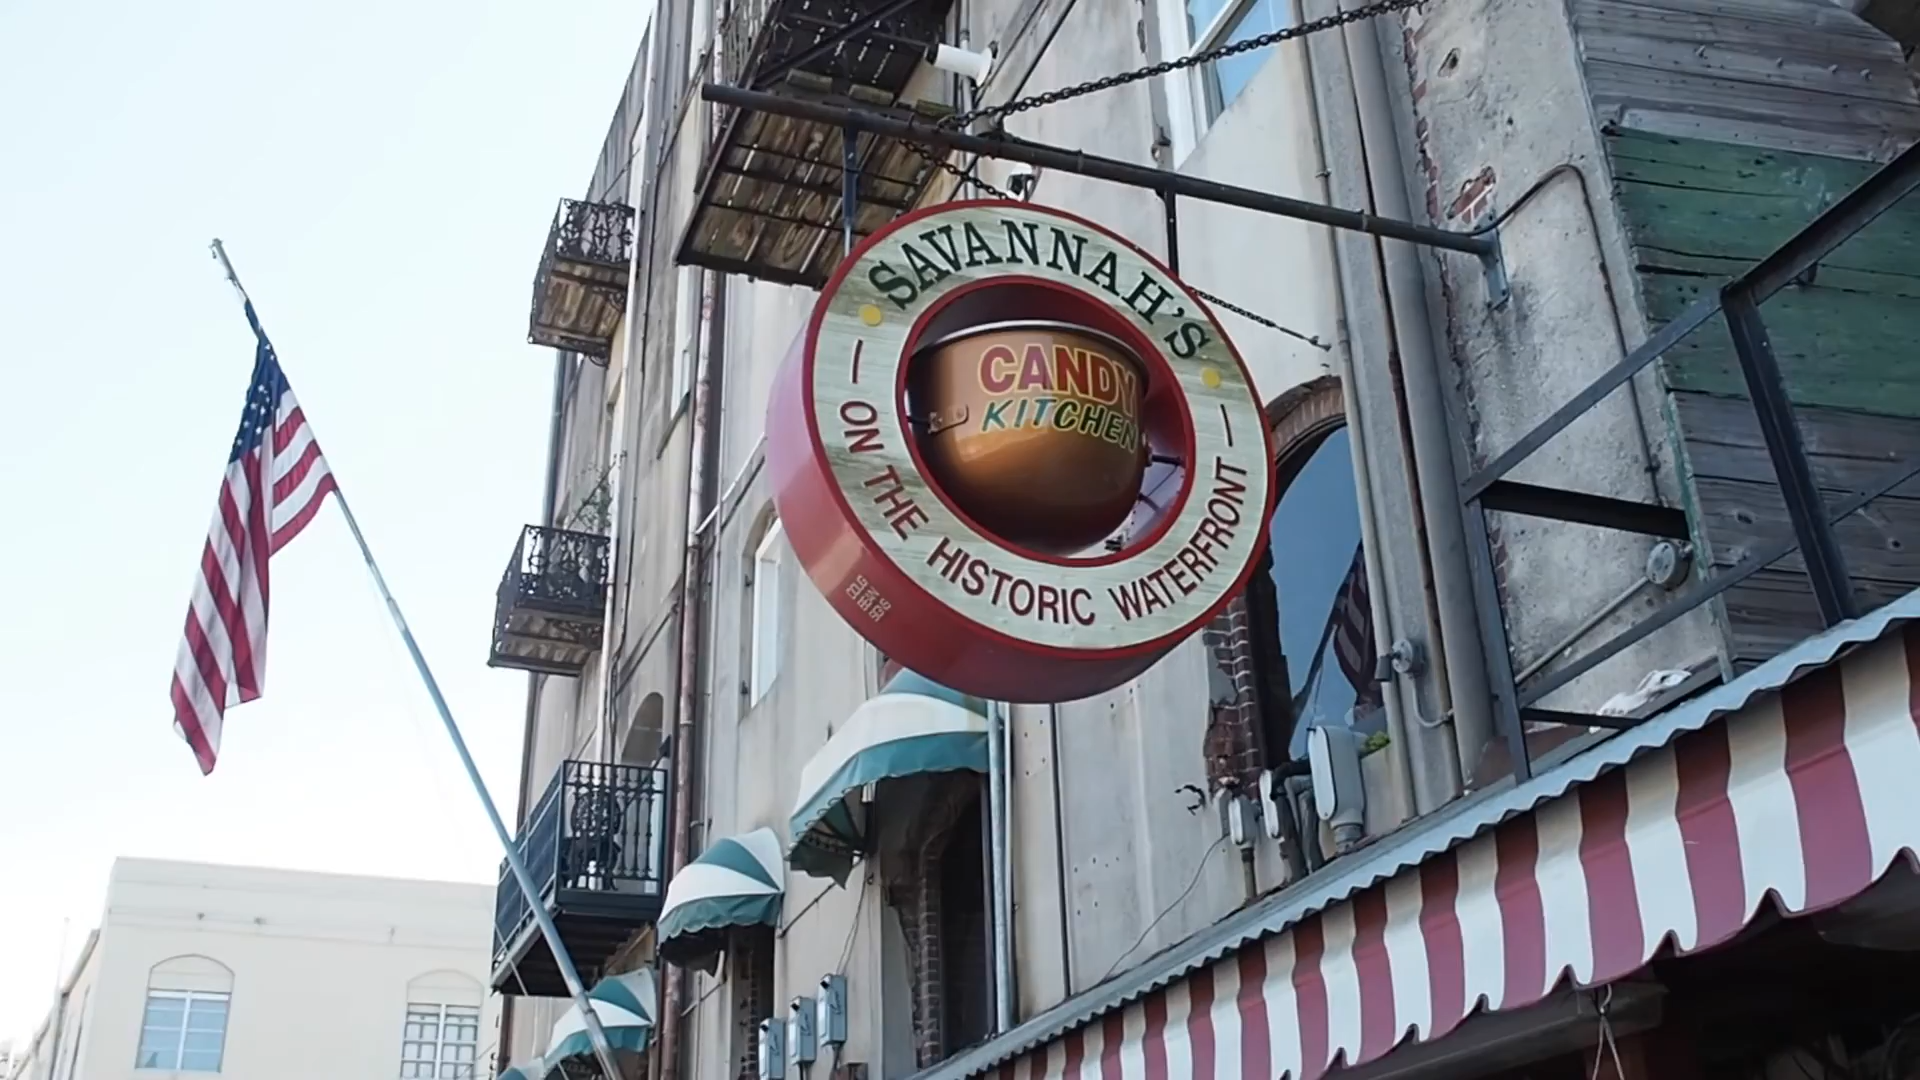 SAVANNAH'S
CANDY
KITCHEN
ON THE HISTORIC WATERFRONT